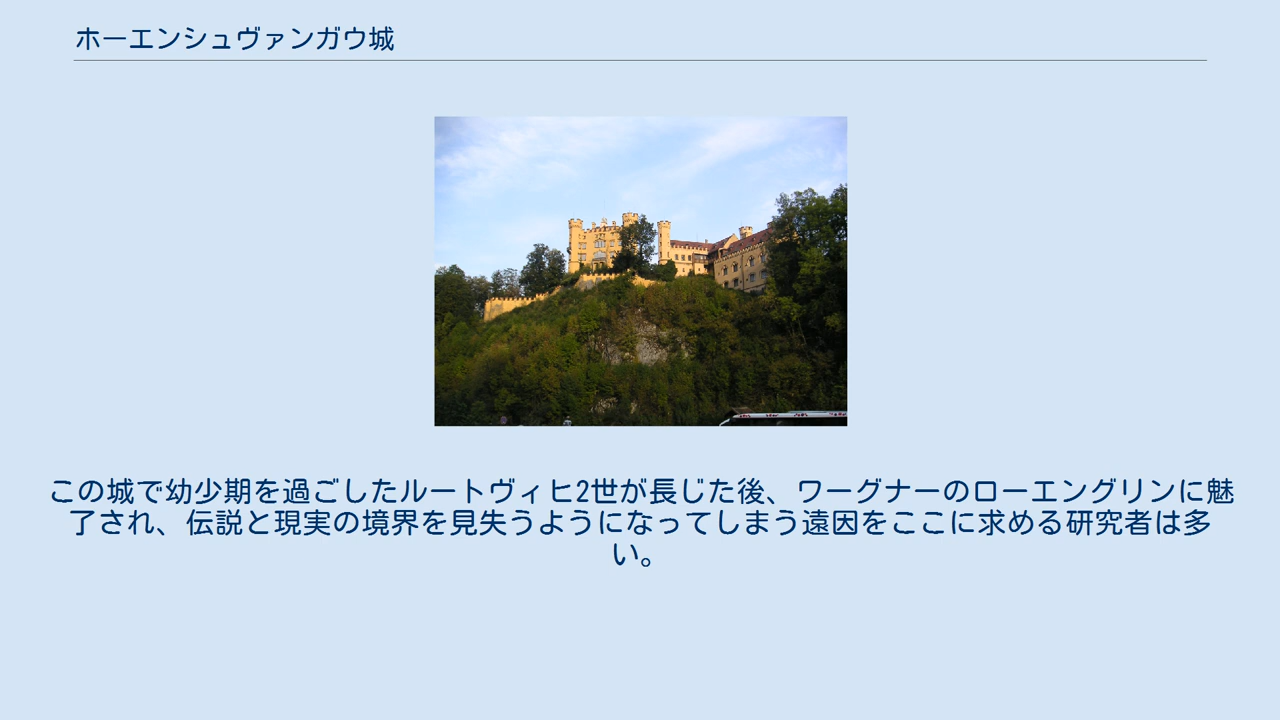 ホーエンシュヴァンガウ城
この城で幼少期を過ごしたルートヴィヒ2世が長じた後、ワーグナーのローエングリンに魅
了され、伝説と現実の境界を見失うようになってしまう遠因をここに求める研究者は多
い。